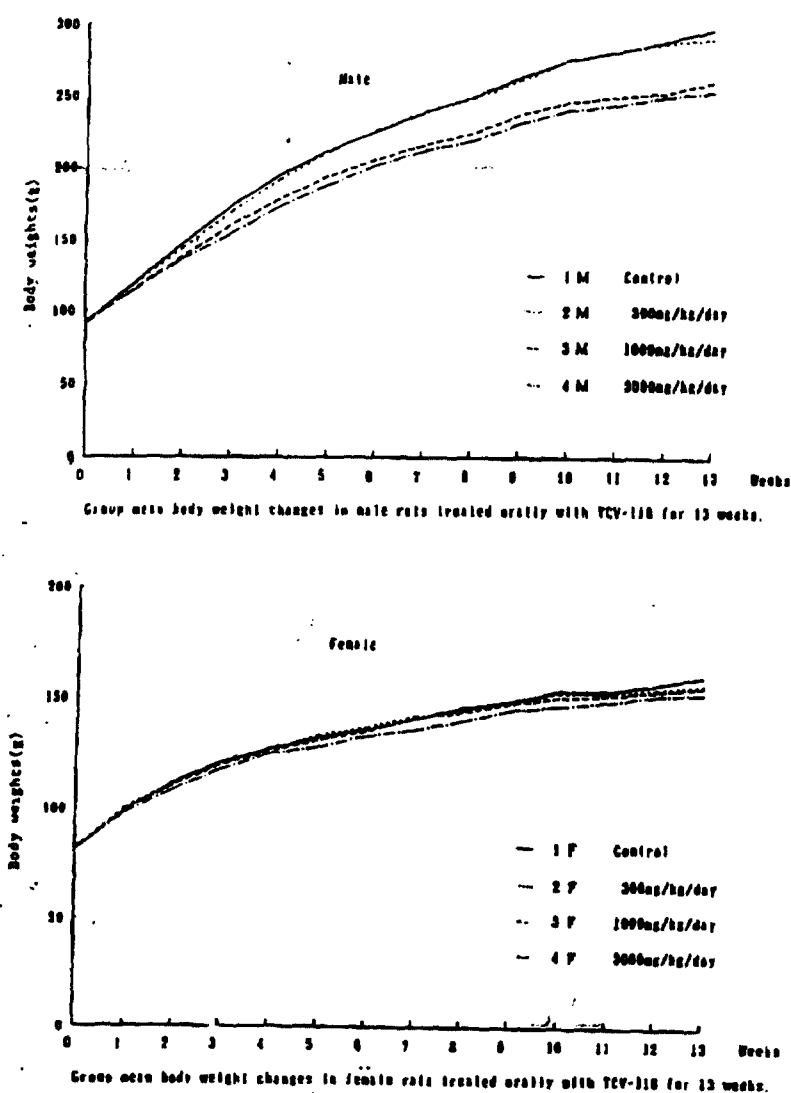 300
Male
250
200
Body weights(g)
150
100
50
0
1 M Control
2 M 300mg/kg/day
3 M 1000mg/kg/day
4 M 3000mg/kg/day
0 1 2 3 4 5 6 7 8 9 10 11 12 13 Weeks
Group mean body weight changes in male rats treated orally with TCV-116 for 13 weeks.
200
Female
150
Body weights(g)
100
50
0
1 F Control
2 F 300mg/kg/day
3 F 1000mg/kg/day
4 F 3000mg/kg/day
0 1 2 3 4 5 6 7 8 9 10 11 12 13 Weeks
Group mean body weight changes in female rats treated orally with TCV-116 for 13 weeks.